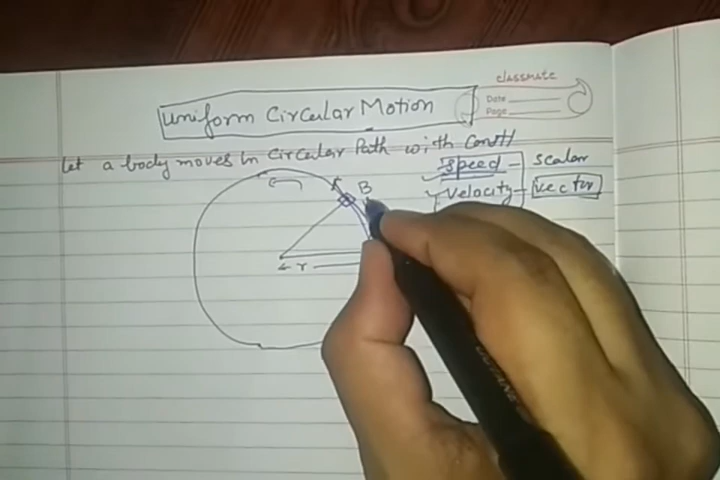 classmate
Date
Page
Uniform Circular Motion
Let a body moves in circular Path with Const
speed scalar
velocity vector
B
r